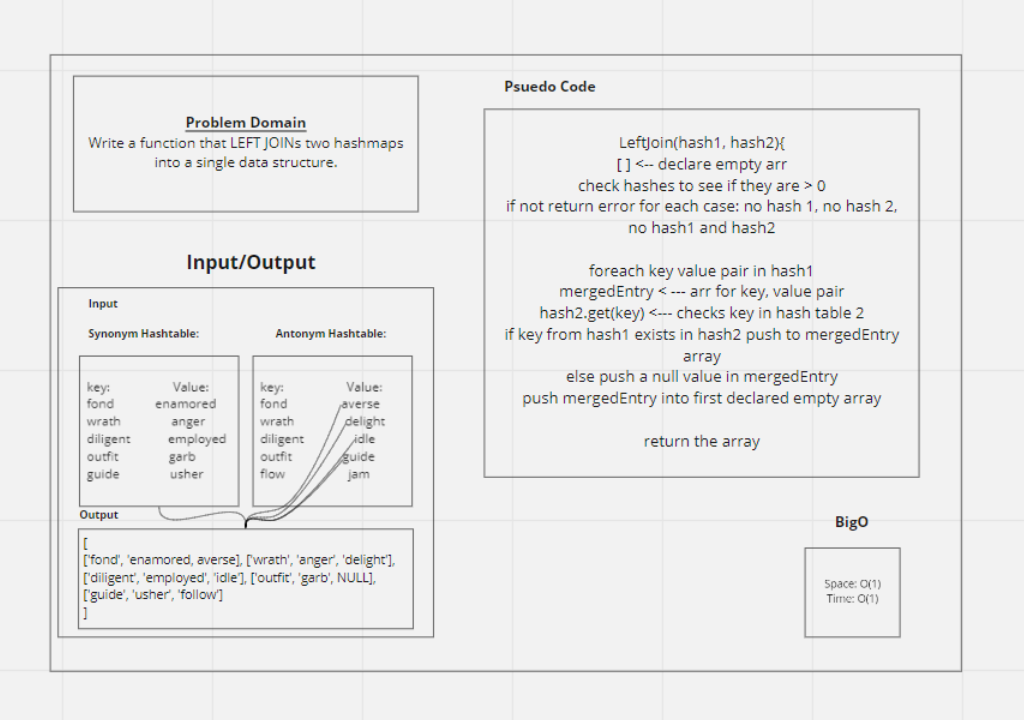 Problem Domain
Write a function that LEFT JOINs two hashmaps
into a single data structure.
Input/Output
Input
Synonym Hashtable:
key: Value:
fond enamored
wrath anger
diligent employed
outfit garb
guide usher
Antonym Hashtable:
key: Value:
fond averse
wrath delight
diligent idle
outfit guide
flow jam
Output
[
['fond', 'enamored, averse], ['wrath', 'anger', 'delight'],
['diligent', 'employed', 'idle'], ['outfit', 'garb', NULL],
['guide', 'usher', 'follow']
]
Psuedo Code
LeftJoin(hash1, hash2){
[ ] <-- declare empty arr
check hashes to see if they are > 0
if not return error for each case: no hash 1, no hash 2,
no hash1 and hash2
foreach key value pair in hash1
mergedEntry < --- arr for key, value pair
hash2.get(key) <--- checks key in hash table 2
if key from hash1 exists in hash2 push to mergedEntry
array
else push a null value in mergedEntry
push mergedEntry into first declared empty array
return the array
BigO
Space: O(1)
Time: O(1)